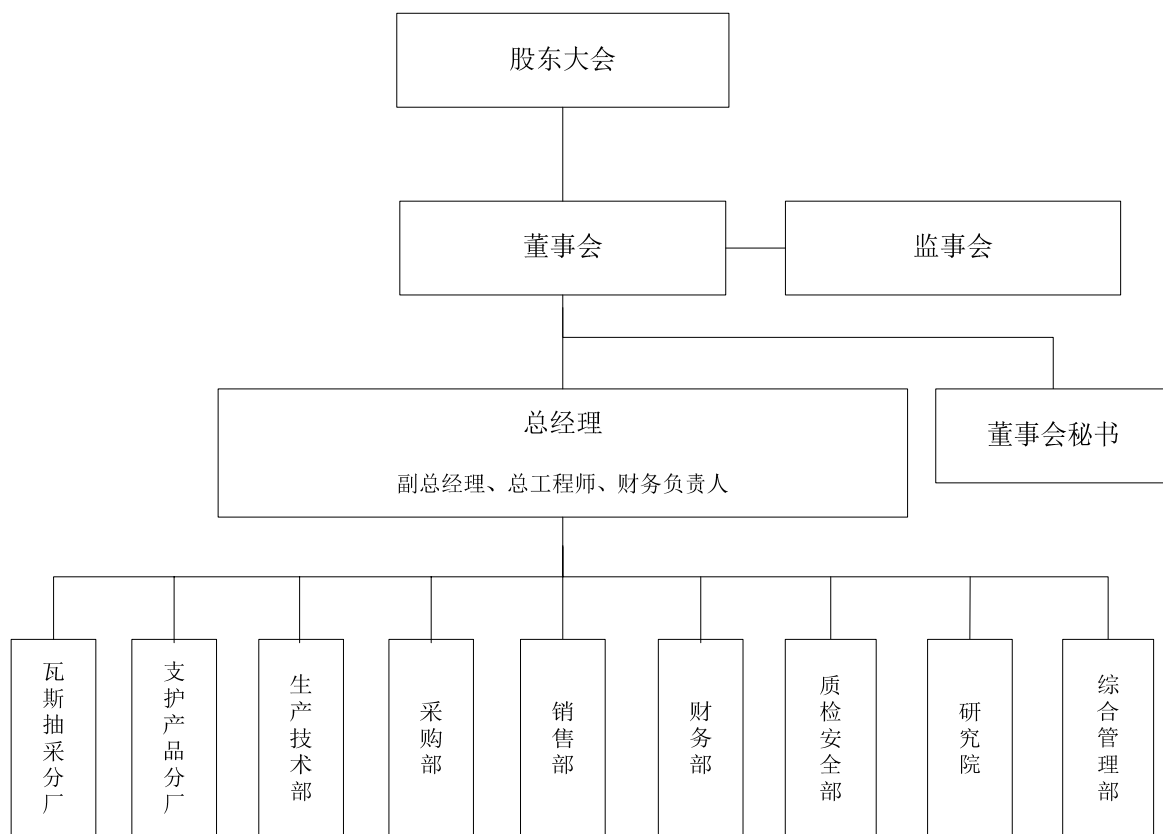 股东大会
董事会
监事会
总经理
副总经理、总工程师、财务负责人
董事会秘书
瓦斯抽采分厂
支护产品分厂
生产技术部
采购部
销售部
财务部
质检安全部
研究院
综合管理部